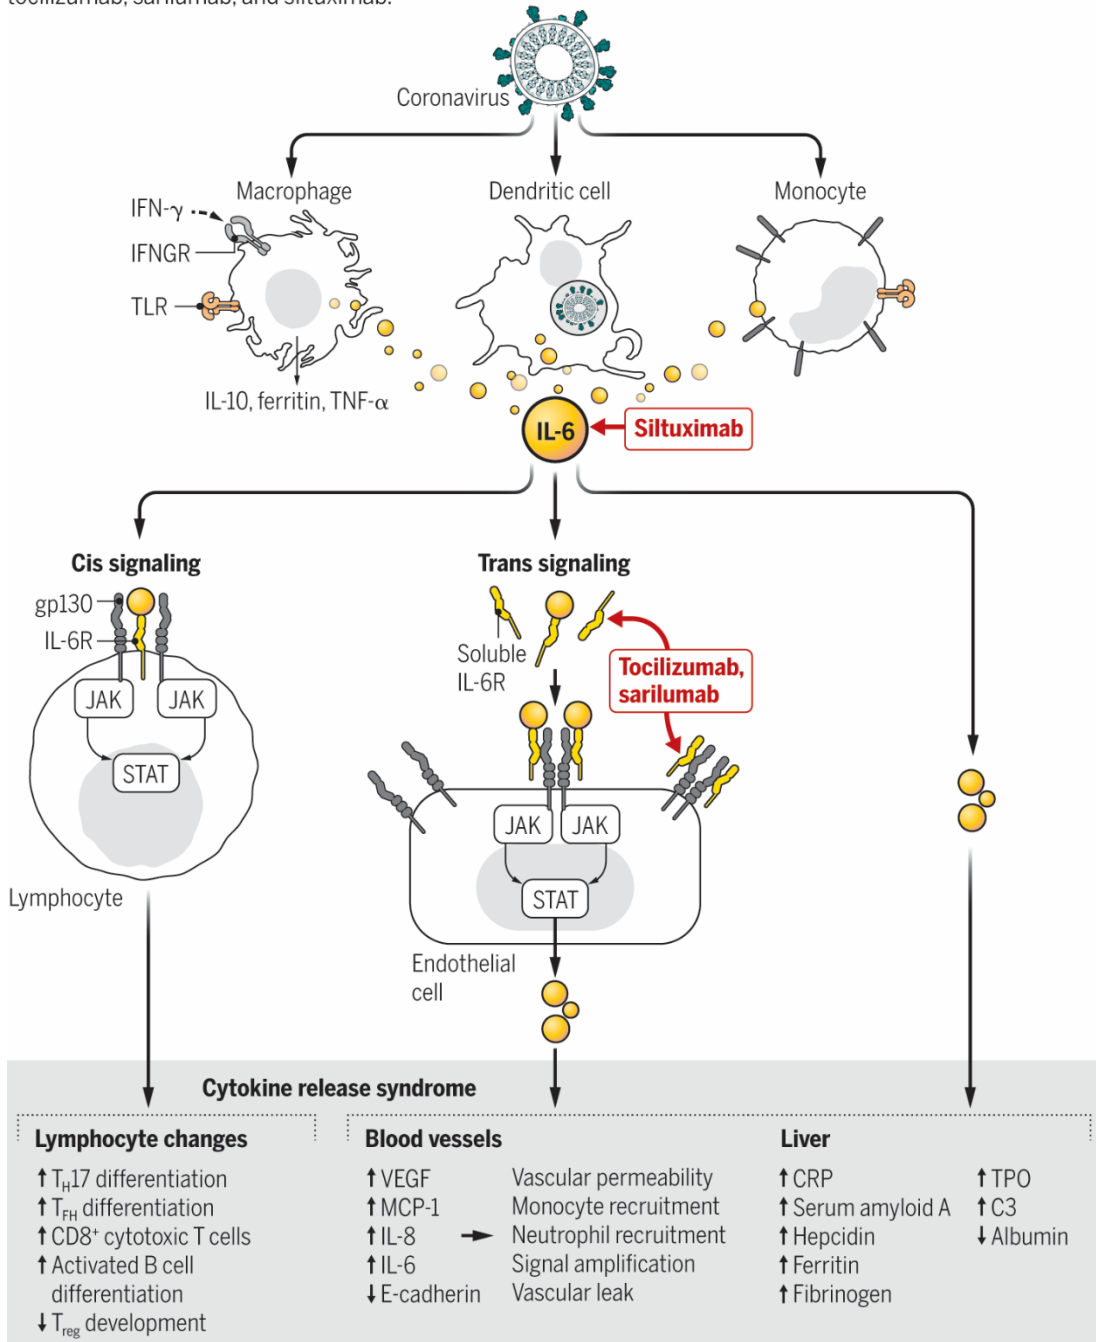 tocilizumab, sarilumab, and siltuximab.
Coronavirus
Macrophage
Dendritic cell
Monocyte
IFN-γ
IFNGR
TLR
IL-10, ferritin, TNF-α
IL-6
Siltuximab
Cis signaling
Trans signaling
gp130
IL-6R
Soluble
IL-6R
Tocilizumab,
sarilumab
JAK
JAK
STAT
JAK
JAK
STAT
Lymphocyte
Endothelial
cell
Cytokine release syndrome
Lymphocyte changes
↑ TH17 differentiation
↑ TFH differentiation
↑ CD8+ cytotoxic T cells
↑ Activated B cell
differentiation
↓ Treg development
Blood vessels
↑ VEGF Vascular permeability
↑ MCP-1 Monocyte recruitment
↑ IL-8 → Neutrophil recruitment
↑ IL-6 Signal amplification
↓ E-cadherin Vascular leak
Liver
↑ CRP ↑ TPO
↑ Serum amyloid A ↑ C3
↑ Hepcidin ↓ Albumin
↑ Ferritin
↑ Fibrinogen